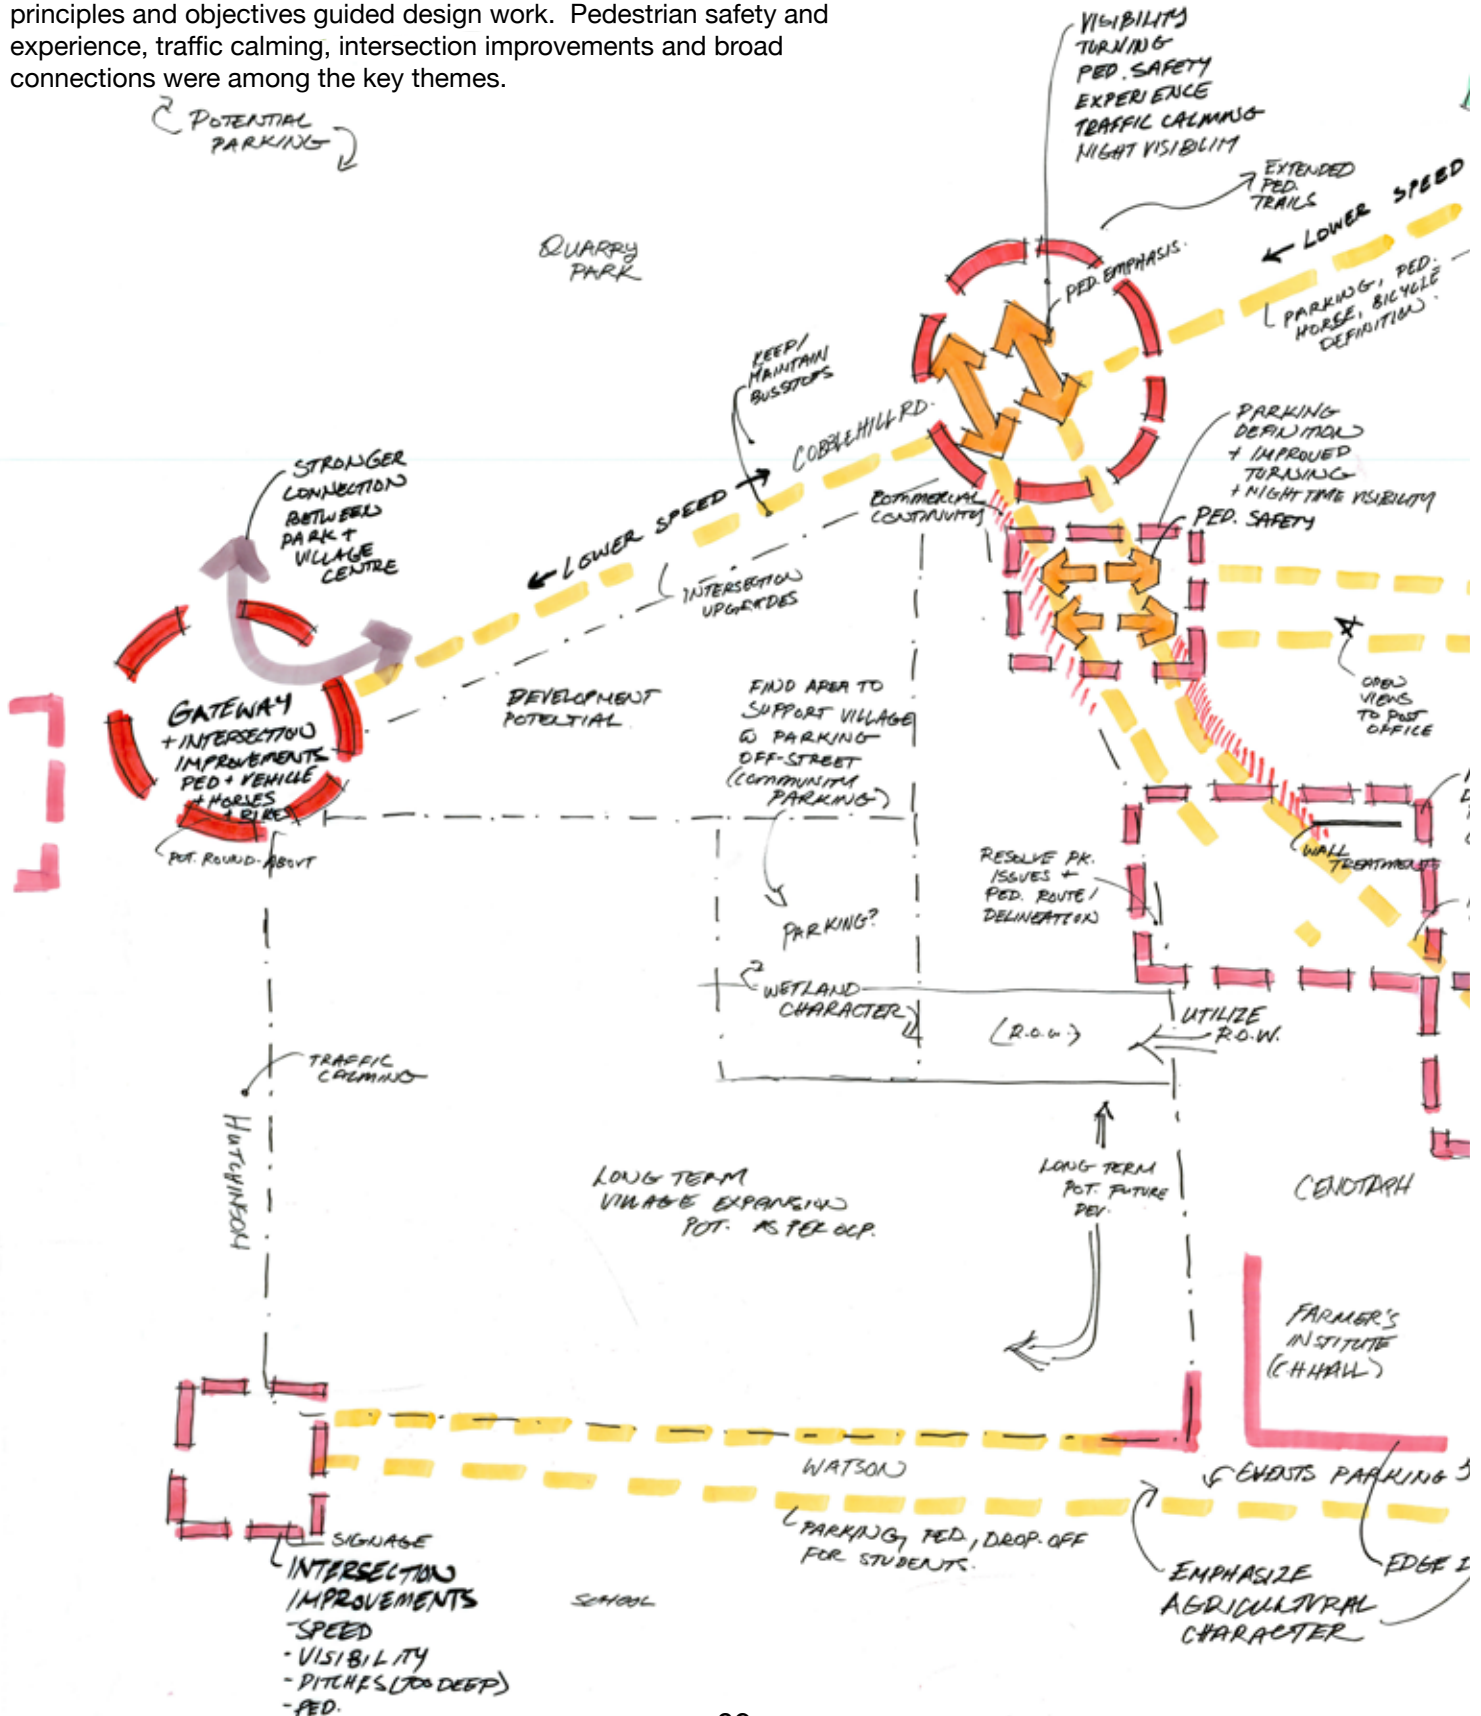 principles and objectives guided design work.  Pedestrian safety and
experience, traffic calming, intersection improvements and broad
connections were among the key themes.
POTENTIAL
PARKING
VISIBILITY
TURNING
PED. SAFETY
EXPERIENCE
TRAFFIC CALMING
NIGHT VISIBILITY
EXTENDED
PED.
TRAILS
← LOWER SPEED
QUARRY
PARK
PED. EMPHASIS.
PARKING, PED.
HORSE, BICYCLE
DEFINITION.
KEEP/
MAINTAIN
BUSSTOPS
COBBLEHILL RD.
PARKING
DEFINITION
+ IMPROVED
TURNING
+ NIGHT TIME VISIBILITY
PED. SAFETY
STRONGER
CONNECTION
BETWEEN
PARK +
VILLAGE
CENTRE
← LOWER SPEED →
COMMERCIAL
CONTINUITY
INTERSECTION
UPGRADES
GATEWAY
+ INTERSECTION
IMPROVEMENTS
PED + VEHICLE
+ HORSES
+ BIKES
POT. ROUND-ABOUT
DEVELOPMENT
POTENTIAL
FIND AREA TO
SUPPORT VILLAGE
PARKING
OFF-STREET
(COMMUNITY
PARKING)
OPEN
VIEWS
TO POST
OFFICE
WALL
TREATMENT
RESOLVE PK.
ISSUES +
PED. ROUTE/
DELINEATION
PARKING?
WETLAND
CHARACTER
(R.O.W.)
UTILIZE
R.O.W.
TRAFFIC
CALMING
HUTCHINSON
LONG TERM
VILLAGE EXPANSION
POT. AS PER OCP.
LONG TERM
POT. FUTURE
DEV.
CENOTAPH
FARMER'S
INSTITUTE
(C.H.HALL)
WATSON
EVENTS PARKING
PARKING, PED., DROP-OFF
FOR STUDENTS.
EMPHASIZE
AGRICULTURAL
CHARACTER
EDGE
SIGNAGE
INTERSECTION
IMPROVEMENTS
- SPEED
- VISIBILITY
- DITCHES (TOO DEEP)
- PED.
SCHOOL